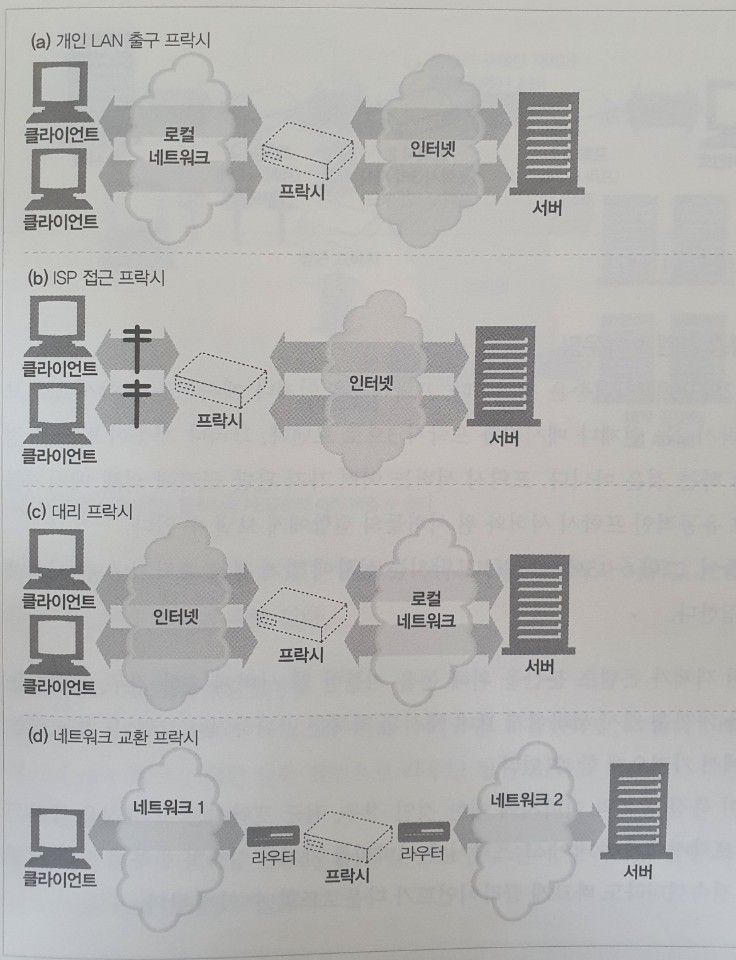 (a) 개인 LAN 출구 프락시
클라이언트
로컬
네트워크
프락시
인터넷
서버
클라이언트
(b) ISP 접근 프락시
클라이언트
프락시
인터넷
서버
클라이언트
(c) 대리 프락시
클라이언트
인터넷
프락시
로컬
네트워크
서버
클라이언트
(d) 네트워크 교환 프락시
네트워크 1
네트워크 2
클라이언트
라우터
프락시
라우터
서버